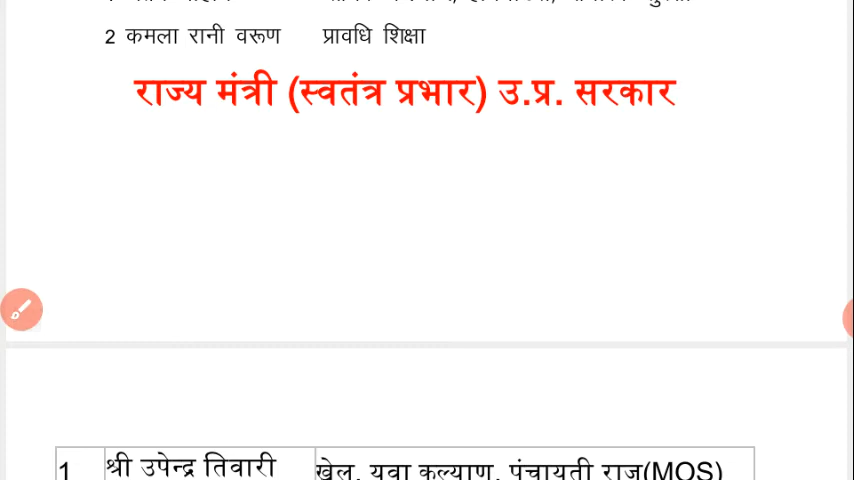 2 कमला रानी वरूण प्रावधि शिक्षा
राज्य मंत्री (स्वतंत्र प्रभार) उ.प्र. सरकार
1 श्री उपेन्द्र तिवारी खेल, युवा कल्याण, पंचायती राज(MOS)